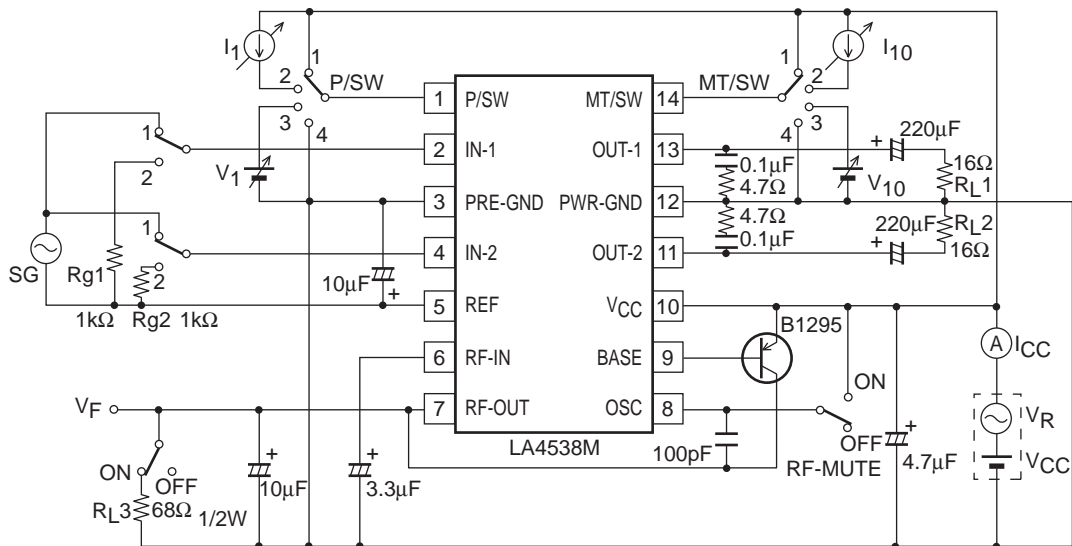 I1
1
2
P/SW
3
4
V1
1
2
1
2
SG
Rg1
1kΩ
Rg2
1kΩ
10μF
+
1
P/SW
2
IN-1
3
PRE-GND
4
IN-2
5
REF
6
RF-IN
7
RF-OUT
MT/SW
14
OUT-1
13
PWR-GND
12
OUT-2
11
VCC
10
BASE
9
OSC
8
LA4538M
MT/SW
1
2
3
4
I10
V10
0.1μF
4.7Ω
4.7Ω
0.1μF
220μF
+
16Ω
RL1
RL2
220μF
+
16Ω
B1295
ON
OFF
RF-MUTE
100pF
+
4.7μF
A
ICC
VR
VCC
VF
ON
OFF
RL3
68Ω
1/2W
+
10μF
+
3.3μF